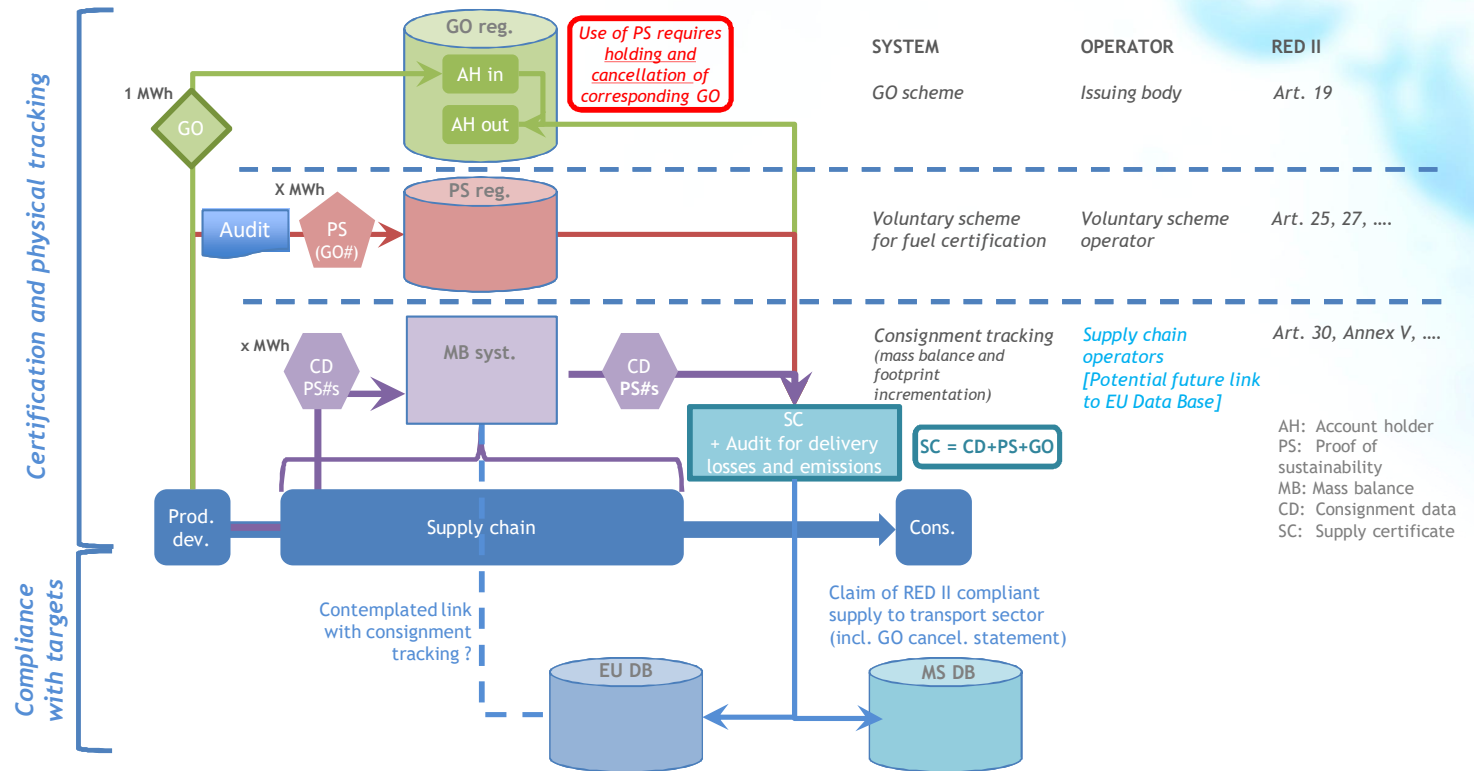 Certification and physical tracking
Compliance
with targets
GO reg.
AH in
AH out
1 MWh
GO
Use of PS requires
holding and
cancellation of
corresponding GO
SYSTEM
OPERATOR
RED II
GO scheme
Issuing body
Art. 19
X MWh
Audit
PS
(GO#)
PS reg.
Voluntary scheme
for fuel certification
Voluntary scheme
operator
Art. 25, 27, ....
x MWh
CD
PS#s
MB syst.
CD
PS#s
Consignment tracking
(mass balance and
footprint
incrementation)
Supply chain
operators
[Potential future link
to EU Data Base]
Art. 30, Annex V, ....
SC
+ Audit for delivery
losses and emissions
SC = CD+PS+GO
AH: Account holder
PS: Proof of
sustainability
MB: Mass balance
CD: Consignment data
SC: Supply certificate
Prod.
dev.
Supply chain
Cons.
Contemplated link
with consignment
tracking ?
Claim of RED II compliant
supply to transport sector
(incl. GO cancel. statement)
EU DB
MS DB